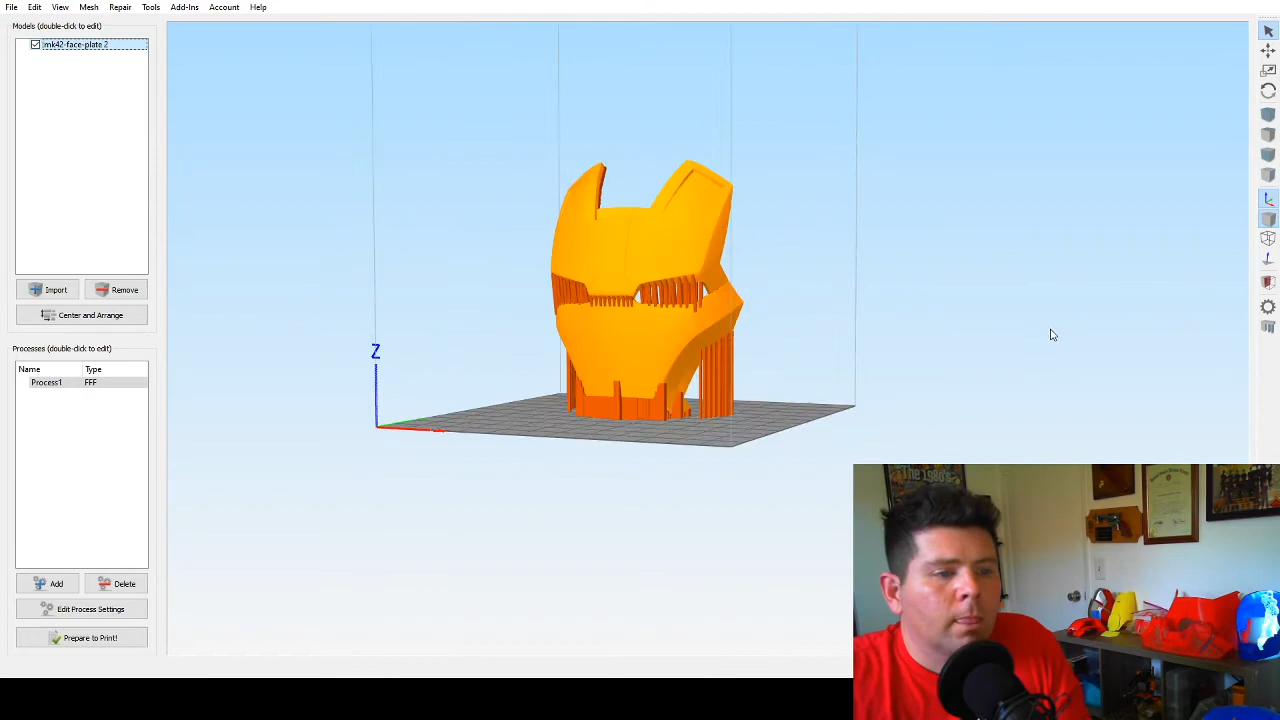 File Edit View Mesh Repair Tools Add-Ins Account Help
Models (double-click to edit)
mk42-face-plate 2
Import Remove
Center and Arrange
Processes (double-click to edit)
Name Type
Process1 FFF
Add Delete
Edit Process Settings
Prepare to Print!
Z